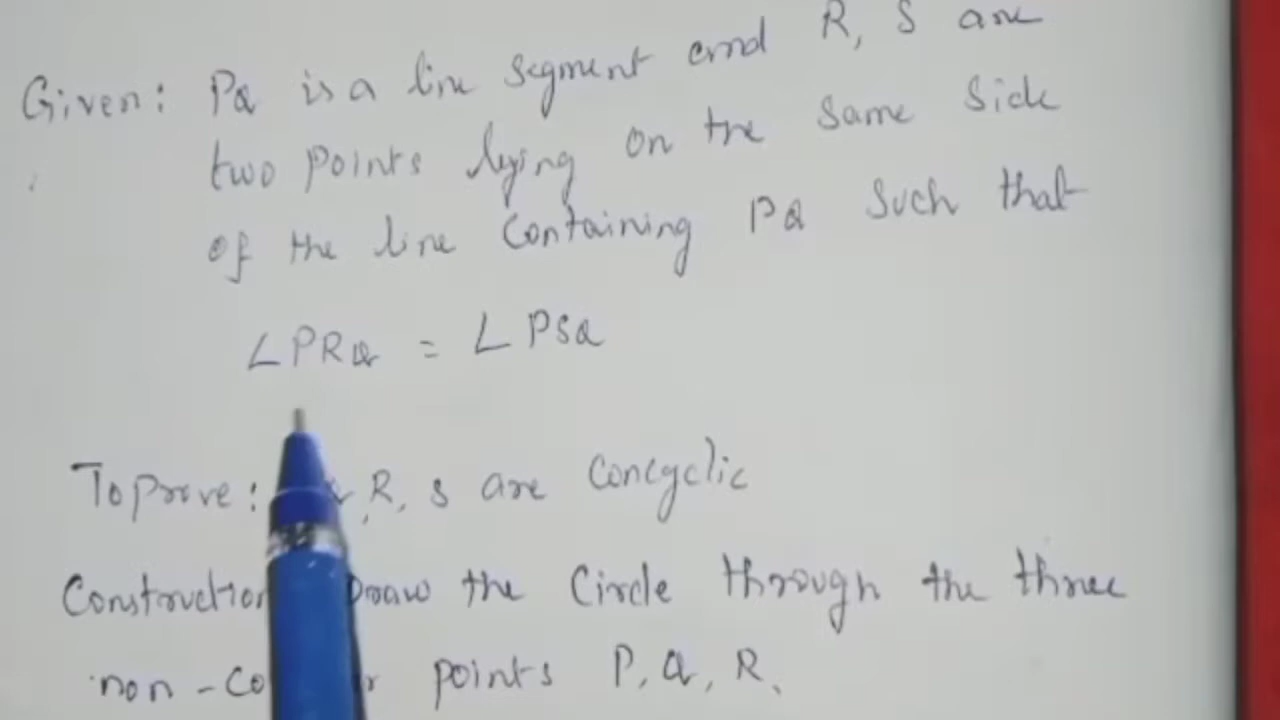 Given: PQ is a line segment and R, S are
two points lying on the same side
of the line containing PQ such that
∠PRQ = ∠PSQ
To prove: R, S are Concyclic
Construction Draw the Circle through the three
non-co points P, Q, R.